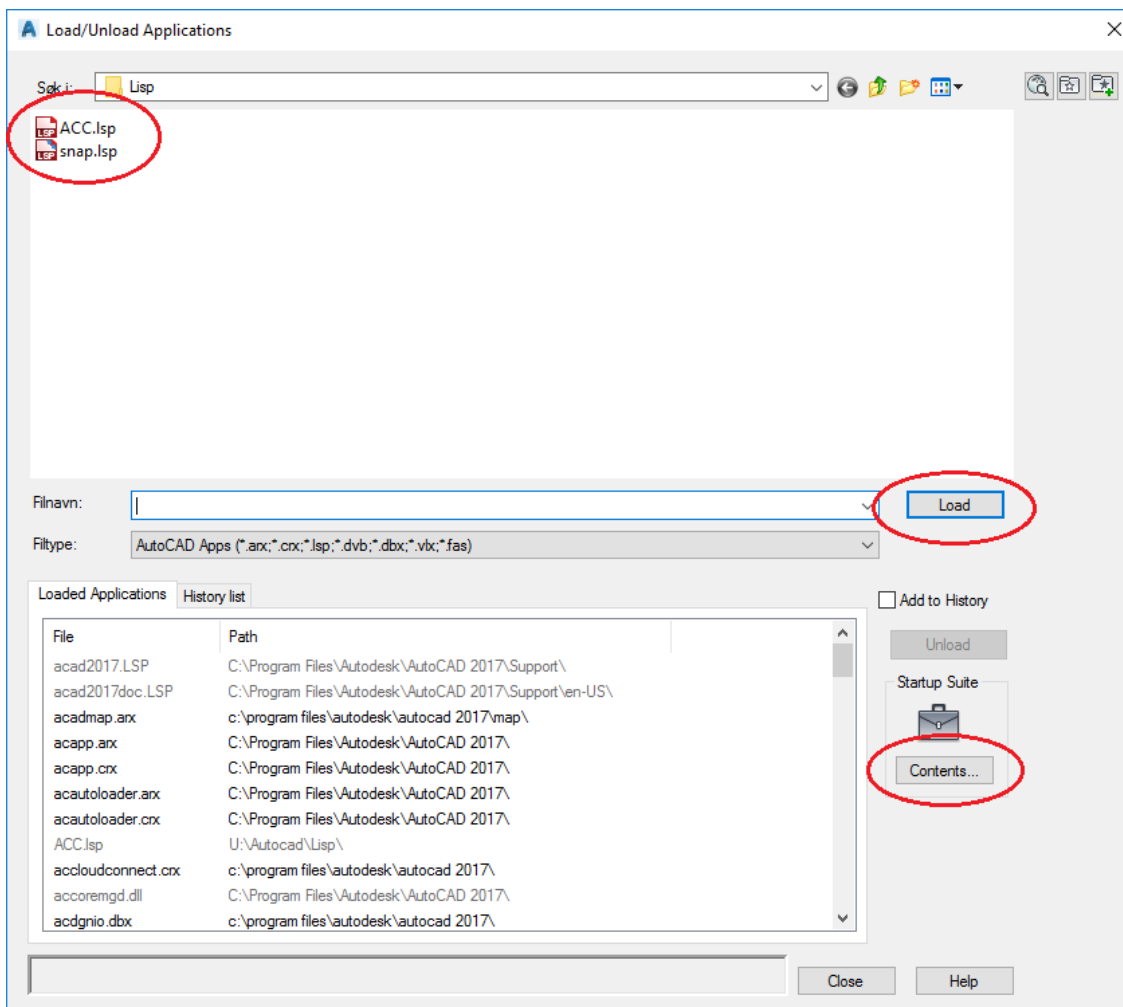 Load/Unload Applications
Søk i: Lisp
ACC.lsp
snap.lsp
Filnavn:
Load
Filtype: AutoCAD Apps (*.arx;*.crx;*.lsp;*.dvb;*.dbx;*.vlx;*.fas)
Loaded Applications History list
Add to History
File Path
Unload
acad2017.LSP C:\Program Files\Autodesk\AutoCAD 2017\Support\
acad2017doc.LSP C:\Program Files\Autodesk\AutoCAD 2017\Support\en-US\
Startup Suite
acadmap.arx c:\program files\autodesk\autocad 2017\map\
acapp.arx C:\Program Files\Autodesk\AutoCAD 2017\
acapp.crx C:\Program Files\Autodesk\AutoCAD 2017\
Contents...
acautoloader.arx C:\Program Files\Autodesk\AutoCAD 2017\
acautoloader.crx C:\Program Files\Autodesk\AutoCAD 2017\
ACC.lsp U:\Autocad\Lisp\
accloudconnect.crx c:\program files\autodesk\autocad 2017\
accoremgd.dll C:\Program Files\Autodesk\AutoCAD 2017\
acdgnio.dbx c:\program files\autodesk\autocad 2017\
Close Help